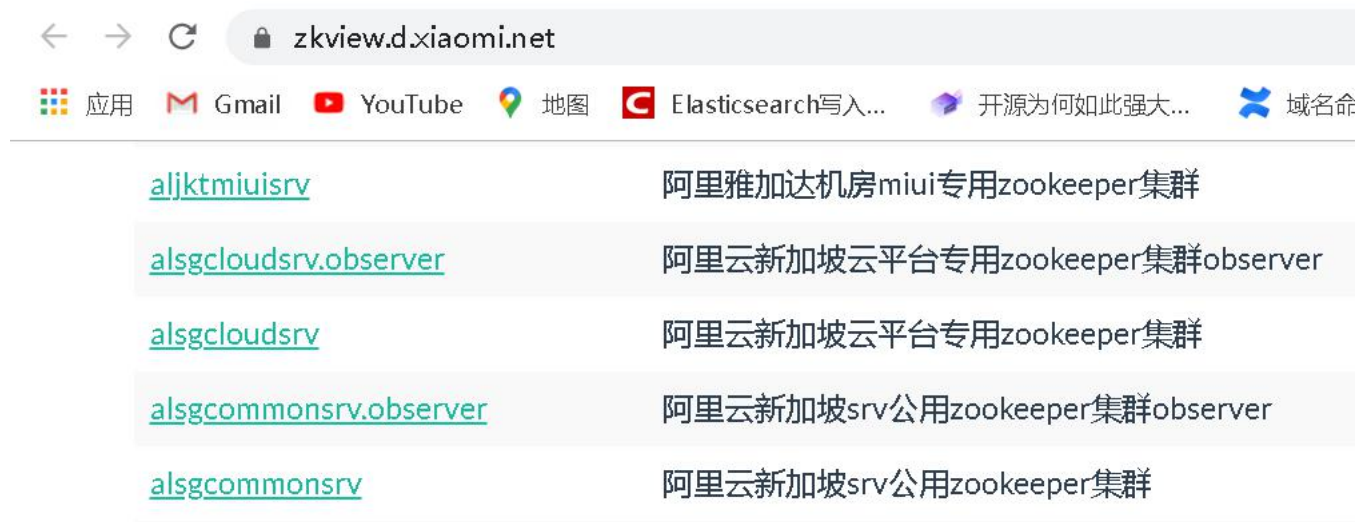 zkview.d.xiaomi.net
应用 Gmail YouTube 地图 Elasticsearch写入... 开源为何如此强大... 域名命
aljktmiuisrv 阿里雅加达机房miui专用zookeeper集群
alsgcloudsrv.observer 阿里云新加坡云平台专用zookeeper集群observer
alsgcloudsrv 阿里云新加坡云平台专用zookeeper集群
alsgcommonsrv.observer 阿里云新加坡srv公用zookeeper集群observer
alsgcommonsrv 阿里云新加坡srv公用zookeeper集群